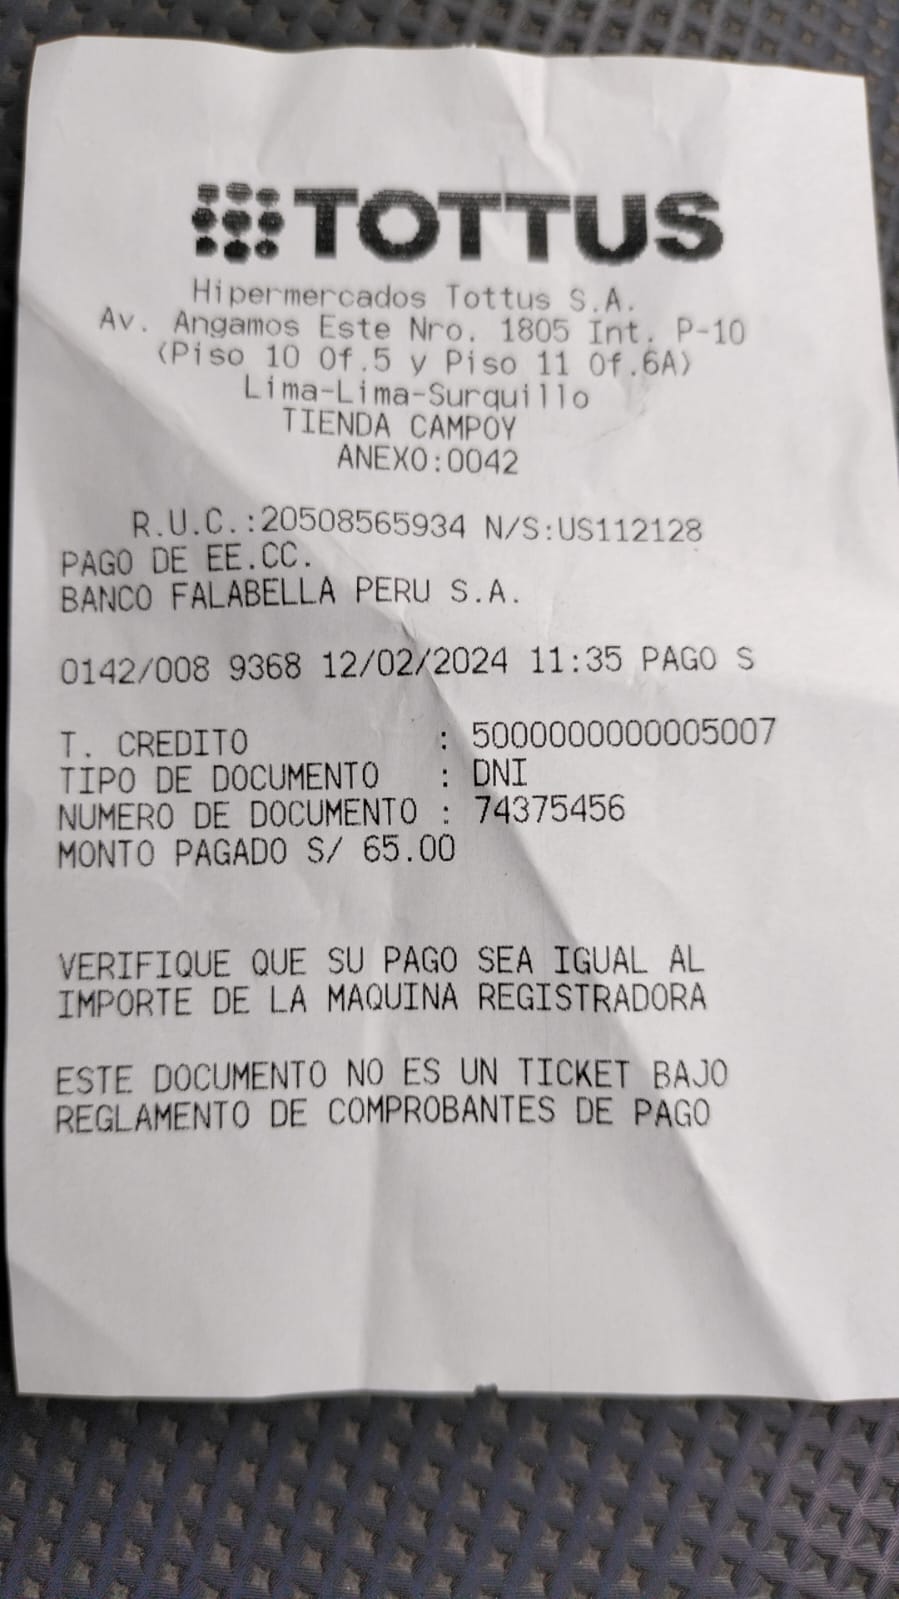 TOTTUS
Hipermercados Tottus S.A.
Av. Angamos Este Nro. 1805 Int. P-10
(Piso 10 Of.5 y Piso 11 Of.6A)
Lima-Lima-Surquillo
TIENDA CAMPOY
ANEXO:0042
R.U.C.:20508565934 N/S:US112128
PAGO DE EE.CC.
BANCO FALABELLA PERU S.A.
0142/008 9368 12/02/2024 11:35 PAGO S
T. CREDITO : 5000000000005007
TIPO DE DOCUMENTO : DNI
NUMERO DE DOCUMENTO : 74375456
MONTO PAGADO S/ 65.00
VERIFIQUE QUE SU PAGO SEA IGUAL AL
IMPORTE DE LA MAQUINA REGISTRADORA
ESTE DOCUMENTO NO ES UN TICKET BAJO
REGLAMENTO DE COMPROBANTES DE PAGO